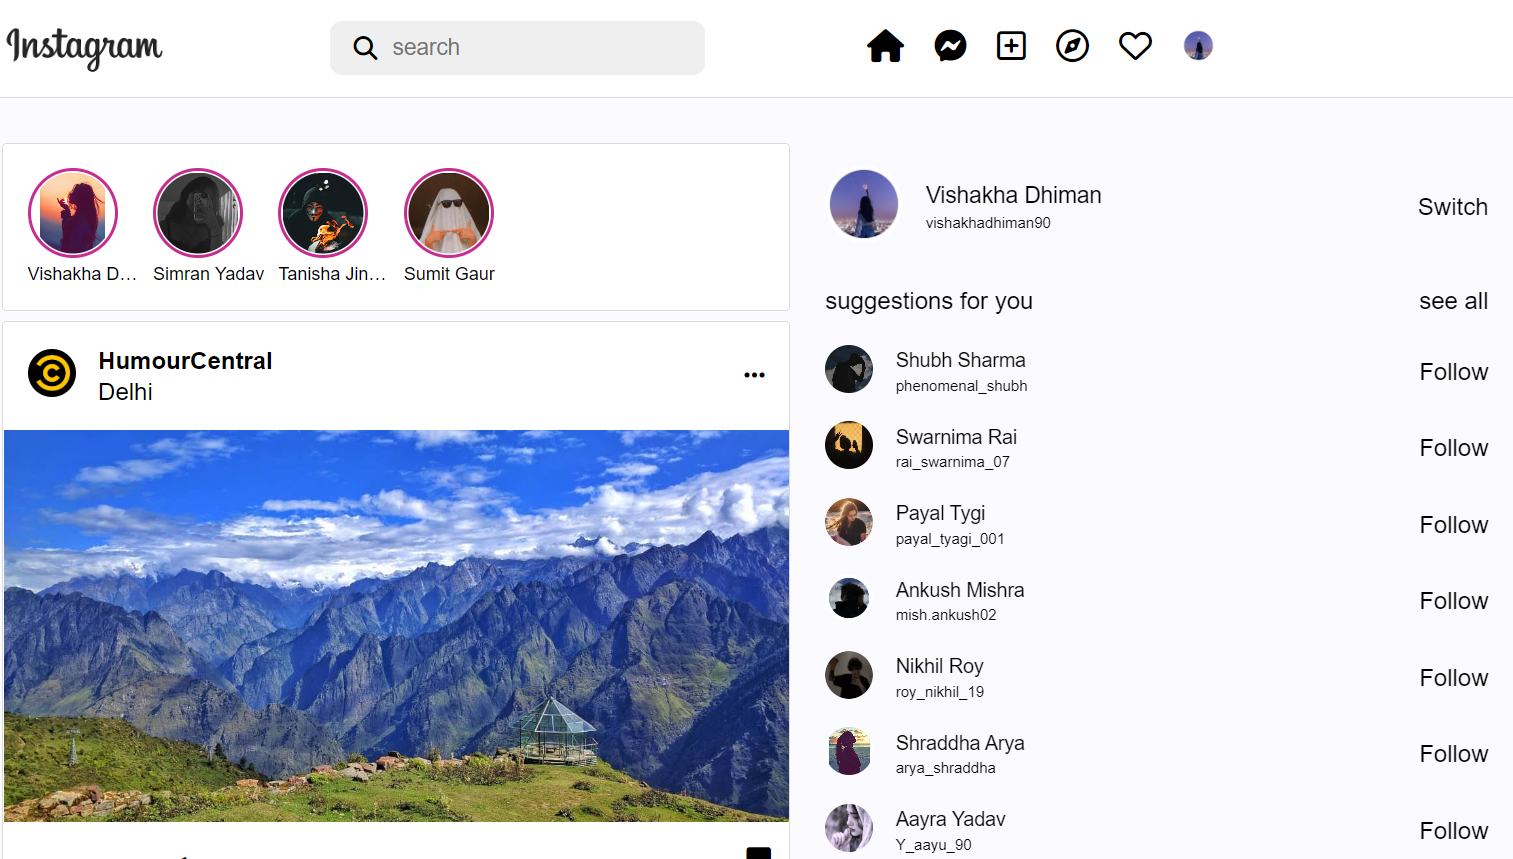 Instagram
search
Vishakha D...
Simran Yadav
Tanisha Jin...
Sumit Gaur
HumourCentral
Delhi
Vishakha Dhiman
vishakhadhiman90
Switch
suggestions for you
see all
Shubh Sharma
phenomenal_shubh
Follow
Swarnima Rai
rai_swarnima_07
Follow
Payal Tygi
payal_tyagi_001
Follow
Ankush Mishra
mish.ankush02
Follow
Nikhil Roy
roy_nikhil_19
Follow
Shraddha Arya
arya_shraddha
Follow
Aayra Yadav
Y_aayu_90
Follow